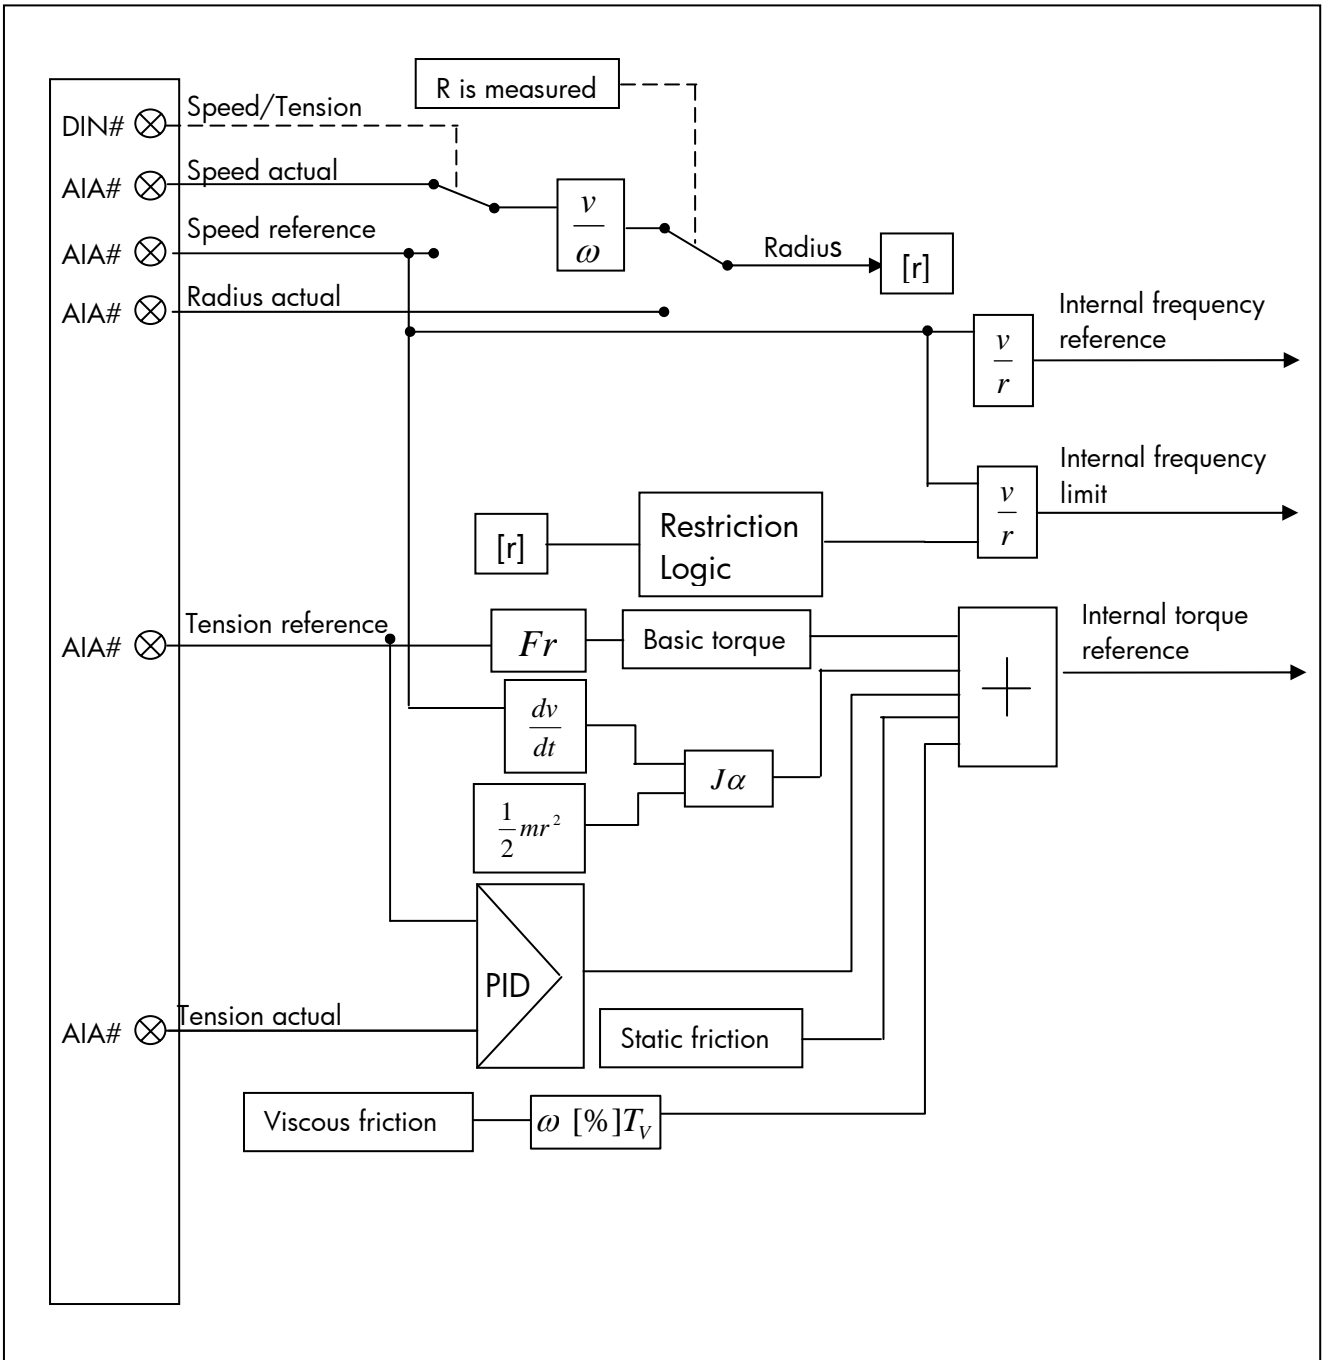 R is measured
DIN#
Speed/Tension
AIA#
Speed actual
v
ω
AIA#
Speed reference
Radius
[r]
AIA#
Radius actual
Internal frequency
reference
v
r
Internal frequency
limit
v
r
[r]
Restriction
Logic
AIA#
Tension reference
Fr
Basic torque
+
Internal torque
reference
dv
dt
Jα
1
2
mr²
PID
AIA#
Tension actual
Static friction
Viscous friction
ω [%]T_V